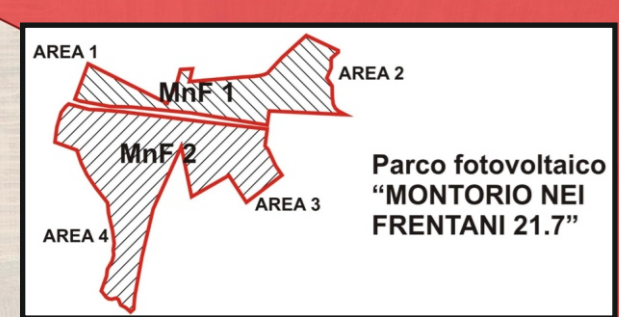 AREA 1
AREA 2
MnF 1
MnF 2
Parco fotovoltaico
“MONTORIO NEI
FRENTANI 21.7”
AREA 3
AREA 4